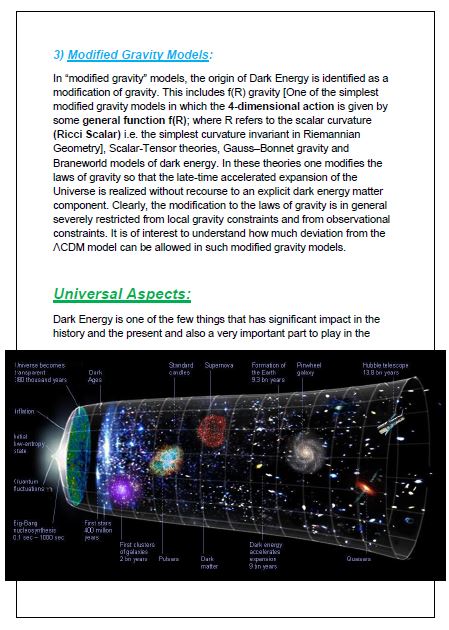 3) Modified Gravity Models:
In “modified gravity” models, the origin of Dark Energy is identified as a
modification of gravity. This includes f(R) gravity [One of the simplest
modified gravity models in which the 4-dimensional action is given by
some general function f(R); where R refers to the scalar curvature
(Ricci Scalar) i.e. the simplest curvature invariant in Riemannian
Geometry], Scalar-Tensor theories, Gauss–Bonnet gravity and
Braneworld models of dark energy. In these theories one modifies the
laws of gravity so that the late-time accelerated expansion of the
Universe is realized without recourse to an explicit dark energy matter
component. Clearly, the modification to the laws of gravity is in general
severely restricted from local gravity constraints and from observational
constraints. It is of interest to understand how much deviation from the
ΛCDM model can be allowed in such modified gravity models.
Universal Aspects:
Dark Energy is one of the few things that has significant impact in the
history and the present and also a very important part to play in the
Universe becomes
transparent
380 thousand years
Dark
Ages
Standard
candles
Supernova
Formation of
the Earth
9.3 bn years
Pinwheel
galaxy
Hubble telescope
13.8 bn years
Inflation
Initial
low-entropy
state
Quantum
fluctuations
Big-Bang
nucleosynthesis
0.1 sec – 1000 sec
First stars
400 million
years
First clusters
of galaxies
2 bn years
Pulsars
Dark
matter
Dark energy
accelerates
expansion
9 bn years
Quasars